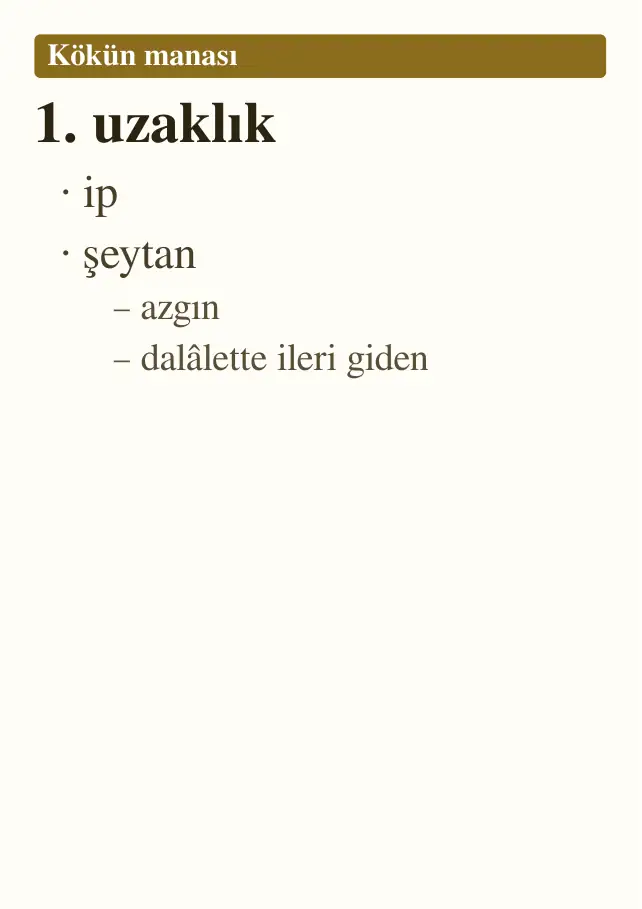 Kökün manası
1. uzaklık
· ip
· şeytan
– azgın
– dalâlette ileri giden